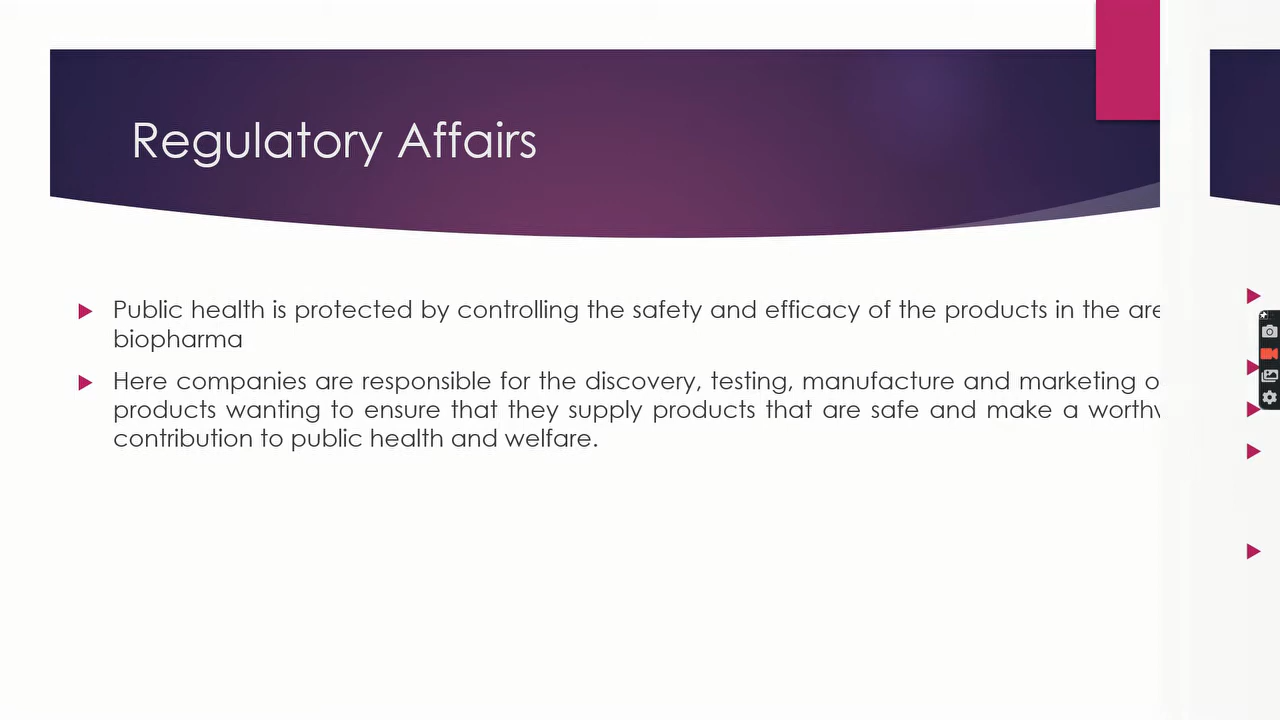 Regulatory Affairs
Public health is protected by controlling the safety and efficacy of the products in the
biopharma
Here companies are responsible for the discovery, testing, manufacture and marketing
products wanting to ensure that they supply products that are safe and make a
contribution to public health and welfare.